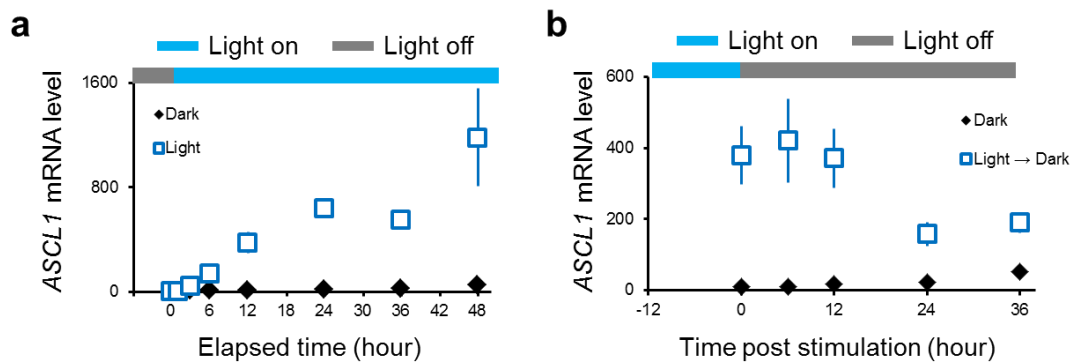 a
Light on Light off
ASCL1 mRNA level
1600
800
0
Dark
Light
0 6 12 18 24 30 36 42 48
Elapsed time (hour)
b
Light on Light off
ASCL1 mRNA level
600
400
200
0
Dark
Light → Dark
-12 0 12 24 36
Time post stimulation (hour)